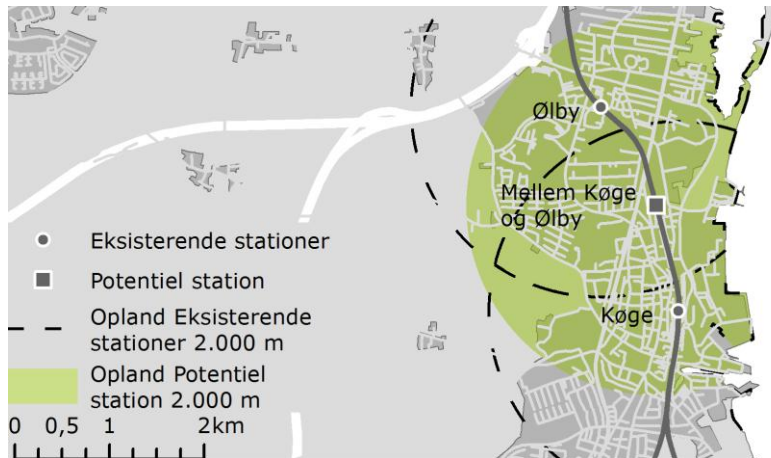 Ølby
Mellem Køge
og Ølby
Køge
Eksisterende stationer
Potentiel station
Opland Eksisterende
stationer 2.000 m
Opland Potentiel
station 2.000 m
0 0,5 1 2km